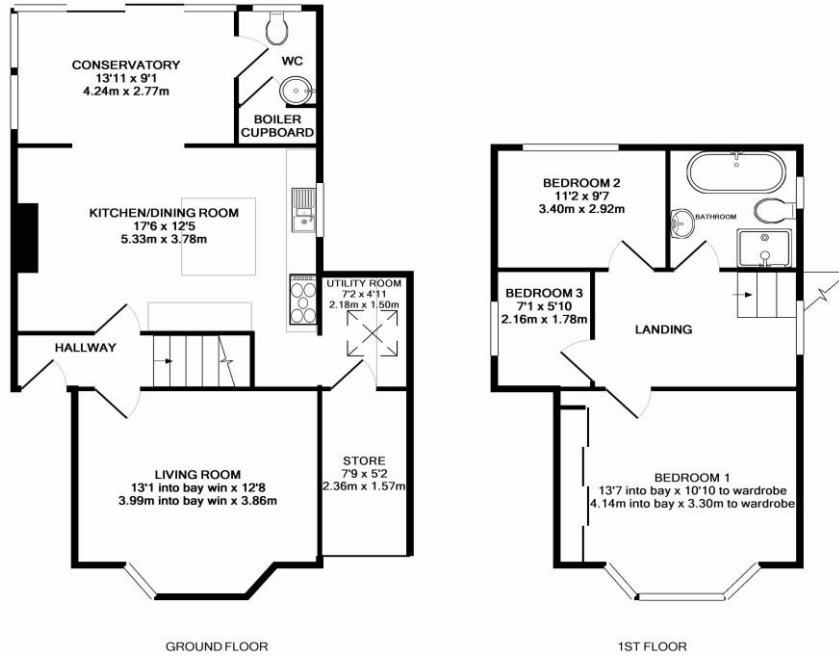 CONSERVATORY
13'11 x 9'1
4.24m x 2.77m
WC
BOILER
CUPBOARD
KITCHEN/DINING ROOM
17'6 x 12'5
5.33m x 3.78m
UTILITY ROOM
7'2 x 4'11
2.18m x 1.50m
HALLWAY
LIVING ROOM
13'1 into bay win x 12'8
3.99m into bay win x 3.86m
STORE
7'9 x 5'2
2.36m x 1.57m
GROUND FLOOR
BEDROOM 2
11'2 x 9'7
3.40m x 2.92m
BATHROOM
BEDROOM 3
7'1 x 5'10
2.16m x 1.78m
LANDING
BEDROOM 1
13'7 into bay x 10'10 to wardrobe
4.14m into bay x 3.30m to wardrobe
1ST FLOOR